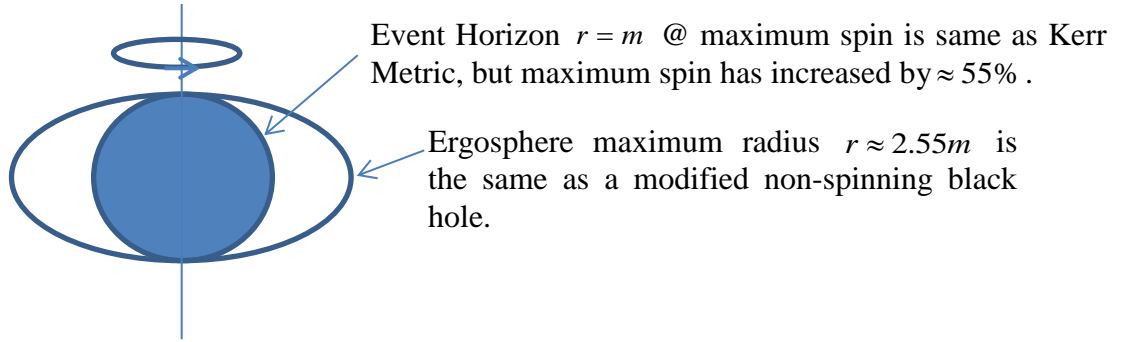 Event Horizon r = m @ maximum spin is same as Kerr
Metric, but maximum spin has increased by ≈ 55% .
Ergosphere maximum radius r ≈ 2.55m is
the same as a modified non-spinning black
hole.